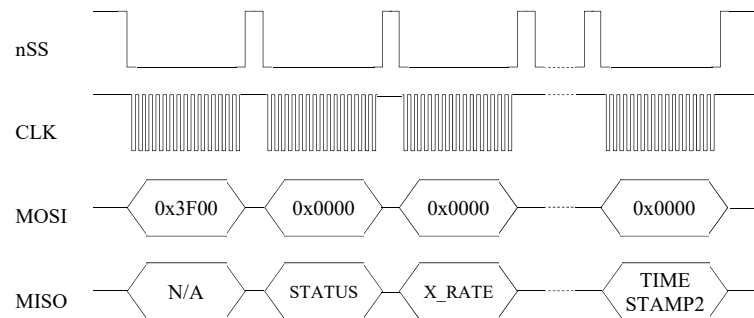 nSS
CLK
MOSI
0x3F00
0x0000
0x0000
0x0000
MISO
N/A
STATUS
X_RATE
TIME
STAMP2